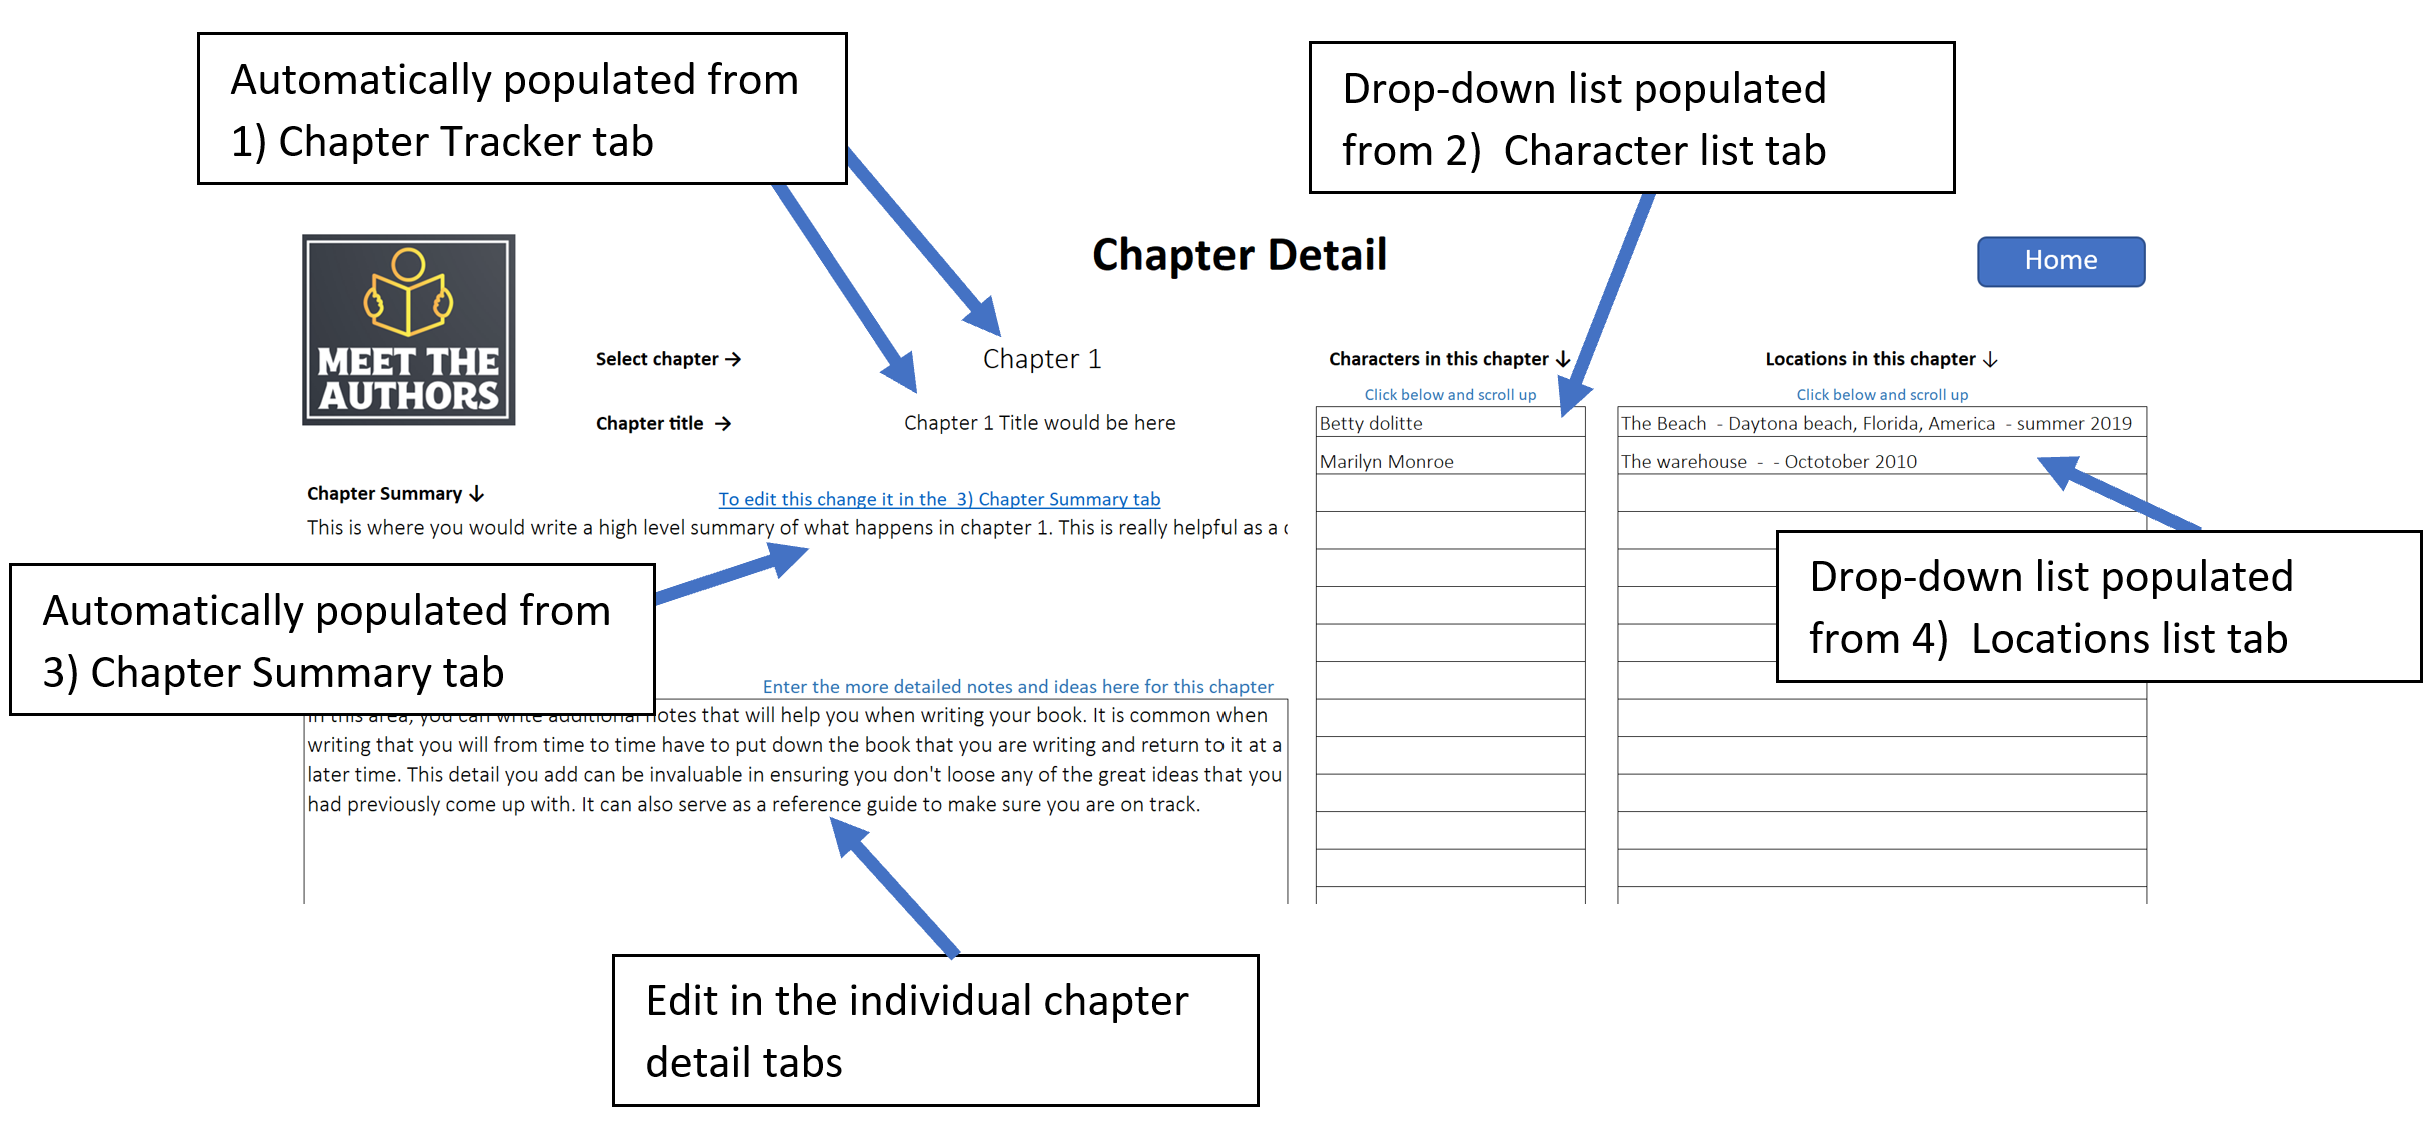 Automatically populated from
1) Chapter Tracker tab
Drop-down list populated
from 2)  Character list tab
Chapter Detail
Home
MEET THE
AUTHORS
Select chapter →
Chapter 1
Characters in this chapter ↓
Locations in this chapter ↓
Click below and scroll up
Click below and scroll up
Chapter title →
Chapter 1 Title would be here
Betty dolitte
The Beach  - Daytona beach, Florida, America  - summer 2019
Marilyn Monroe
The warehouse  -  - Octotober 2010
Chapter Summary ↓
To edit this change it in the  3) Chapter Summary tab
This is where you would write a high level summary of what happens in chapter 1. This is really helpful as a
Automatically populated from
3) Chapter Summary tab
Drop-down list populated
from 4)  Locations list tab
Enter the more detailed notes and ideas here for this chapter
In this area, you can write additional notes that will help you when writing your book. It is common when
writing that you will from time to time have to put down the book that you are writing and return to it at a
later time. This detail you add can be invaluable in ensuring you don't loose any of the great ideas that you
had previously come up with. It can also serve as a reference guide to make sure you are on track.
Edit in the individual chapter
detail tabs